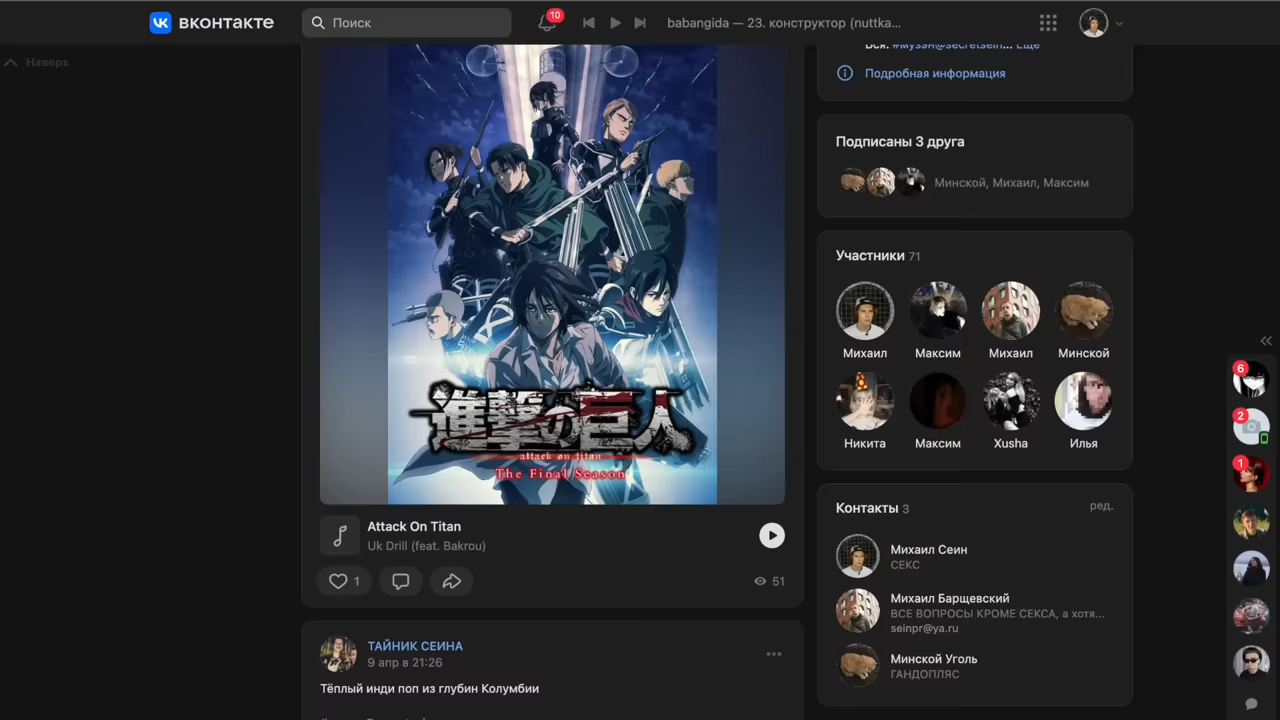 вконтакте
Поиск
10
babangida — 23. конструктор (nuttka...
Наверх
進撃の巨人
attack on titan
The Final Season
Attack On Titan
Uk Drill (feat. Bakrou)
1
51
ТАЙНИК СЕИНА
9 апр в 21:26
Тёплый инди поп из глубин Колумбии
Вся: #музэн@secretsein... Ещё
Подробная информация
Подписаны 3 друга
Минской, Михаил, Максим
Участники 71
Михаил
Максим
Михаил
Минской
Никита
Максим
Xusha
Илья
Контакты 3
ред.
Михаил Сеин
СЕКС
Михаил Барщевский
ВСЕ ВОПРОСЫ КРОМЕ СЕКСА, а хотя...
seinpr@ya.ru
Минской Уголь
ГАНДОПЛЯС
6
2
1